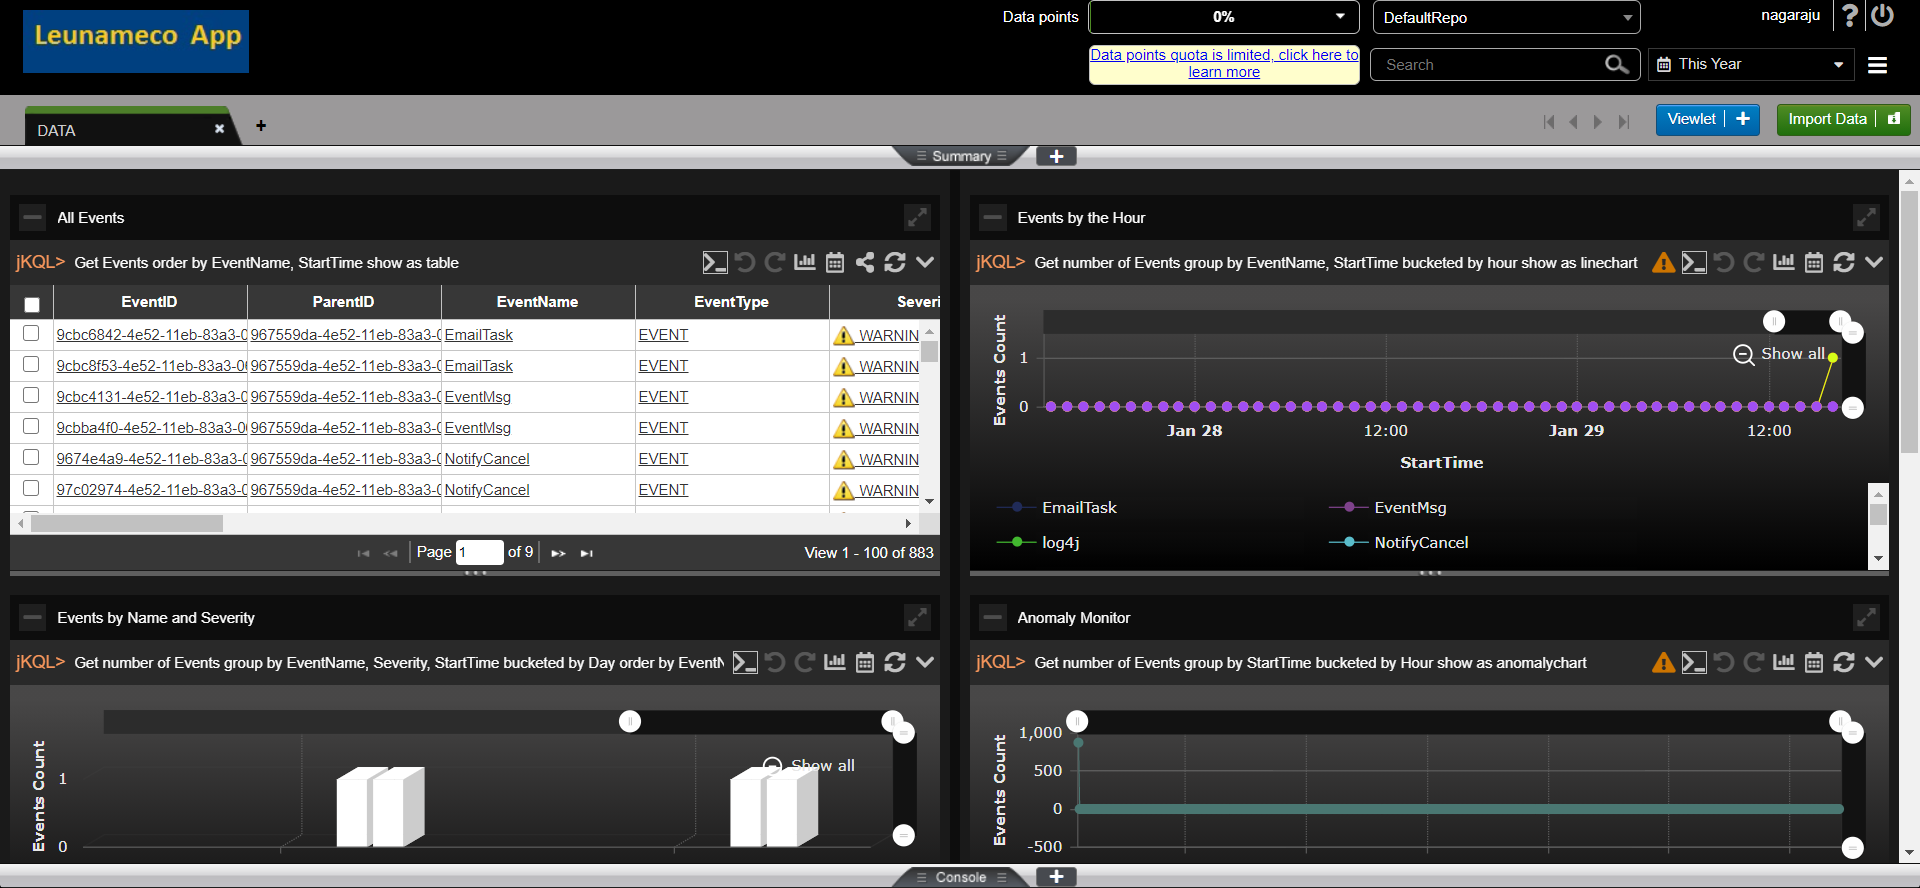 Leunameco App
Data points
0%
DefaultRepo
nagaraju
Data points quota is limited, click here to
learn more
Search
This Year
DATA
Viewlet
Import Data
Summary
All Events
jKQL> Get Events order by EventName, StartTime show as table
EventID ParentID EventName EventType Severi
9cbc6842-4e52-11eb-83a3-0 967559da-4e52-11eb-83a3-0 EmailTask EVENT WARNIN
9cbc8f53-4e52-11eb-83a3-0 967559da-4e52-11eb-83a3-0 EmailTask EVENT WARNIN
9cbc4131-4e52-11eb-83a3-0 967559da-4e52-11eb-83a3-0 EventMsg EVENT WARNIN
9cbba4f0-4e52-11eb-83a3-0 967559da-4e52-11eb-83a3-0 EventMsg EVENT WARNIN
9674e4a9-4e52-11eb-83a3-0 967559da-4e52-11eb-83a3-0 NotifyCancel EVENT WARNIN
97c02974-4e52-11eb-83a3-0 967559da-4e52-11eb-83a3-0 NotifyCancel EVENT WARNIN
Page 1 of 9
View 1 - 100 of 883
Events by the Hour
jKQL> Get number of Events group by EventName, StartTime bucketed by hour show as linechart
Events Count
Show all
1
0
Jan 28 12:00 Jan 29 12:00
StartTime
EmailTask EventMsg
log4j NotifyCancel
Events by Name and Severity
jKQL> Get number of Events group by EventName, Severity, StartTime bucketed by Day order by EventN
Events Count
Show all
1
0
Anomaly Monitor
jKQL> Get number of Events group by StartTime bucketed by Hour show as anomalychart
Events Count
1,000
500
0
-500
Console